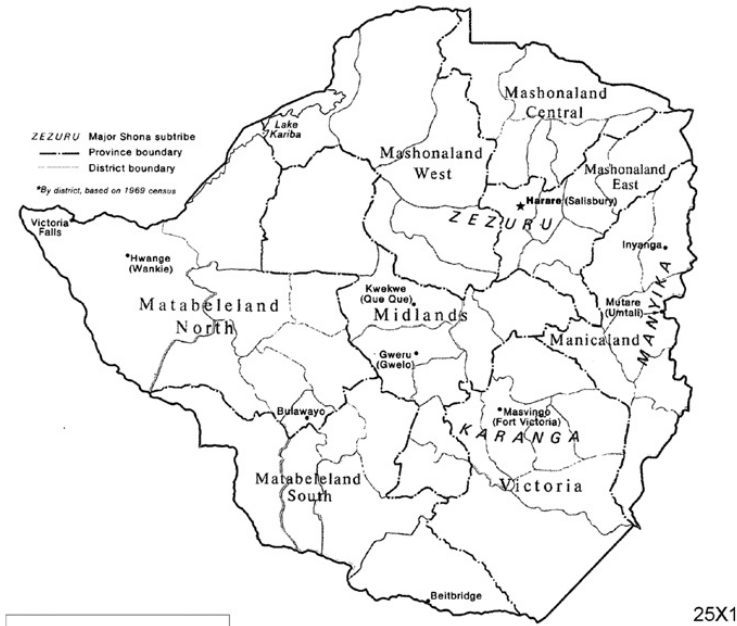 ZEZURU Major Shona subtribe
Province boundary
District boundary
*By district, based on 1969 census
Lake
Kariba
Mashonaland
Central
Mashonaland
West
Mashonaland
East
Harare (Salisbury)
ZEZURU
Victoria
Falls
Hwange
(Wankie)
Inyanga
Matabeleland
North
Kwekwe
(Que Que)
Midlands
Mutare
(Umtali)
MANYIKA
Manicaland
Gweru
(Gwelo)
Bulawayo
Masvingo
(Fort Victoria)
KARANGA
Matabeleland
South
Victoria
Beitbridge
25X1